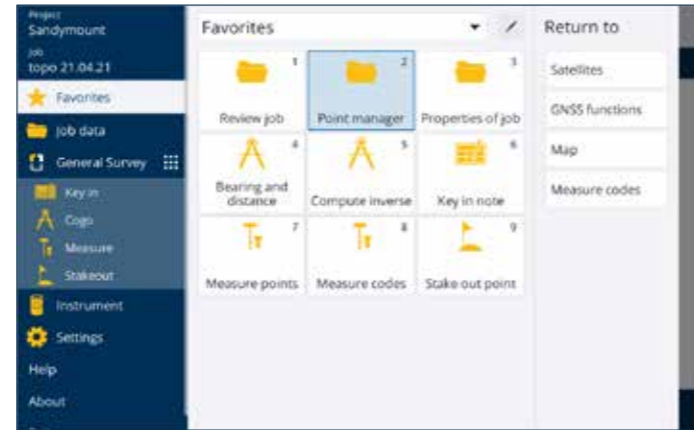 Project
Sandymount
Job
topo 21.04.21
Favorites
Job data
General Survey
Key in
Cogo
Measure
Stakeout
Instrument
Settings
Help
About
Favorites
1
Review job
2
Point manager
3
Properties of job
4
Bearing and
distance
5
Compute inverse
6
Key in note
7
Measure points
8
Measure codes
9
Stake out point
Return to
Satellites
GNSS functions
Map
Measure codes